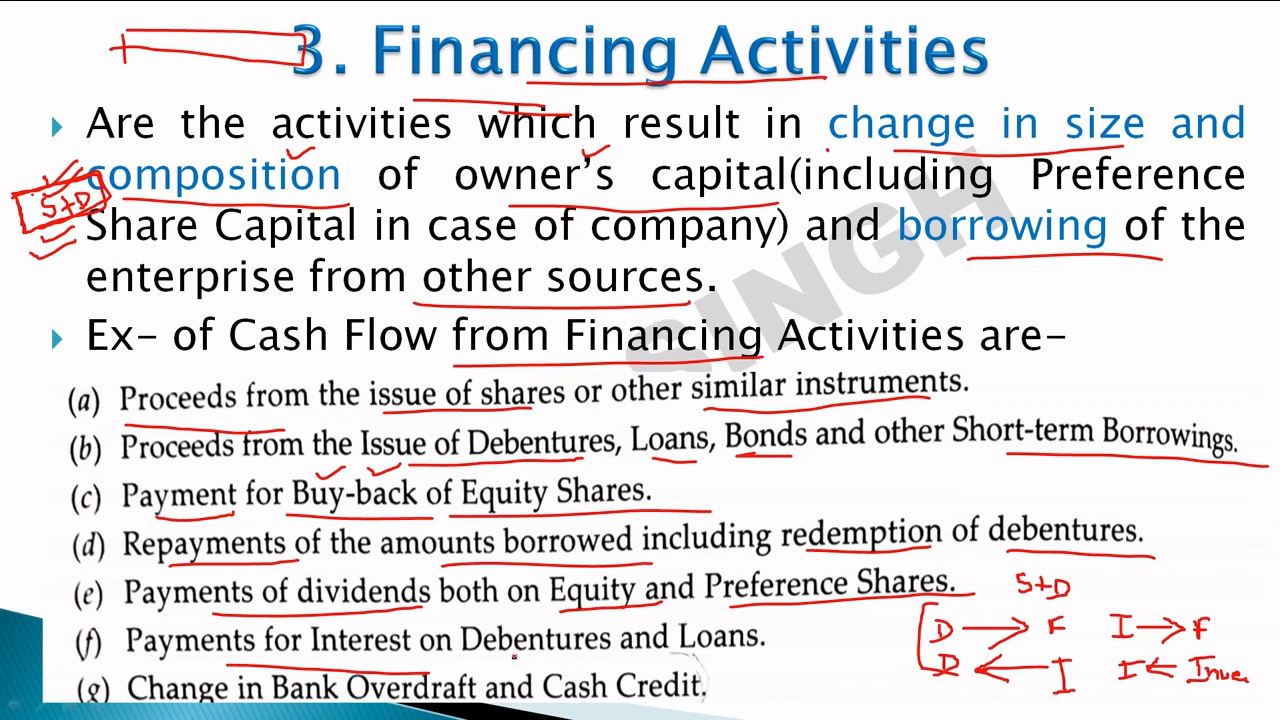 3. Financing Activities
Are the activities which result in change in size and
composition of owner's capital(including Preference
S+D
Share Capital in case of company) and borrowing of the
enterprise from other sources.
SINGH
Ex- of Cash Flow from Financing Activities are-
(a) Proceeds from the issue of shares or other similar instruments.
(b) Proceeds from the Issue of Debentures, Loans, Bonds and other Short-term Borrowings.
(c) Payment for Buy-back of Equity Shares.
(d) Repayments of the amounts borrowed including redemption of debentures.
(e) Payments of dividends both on Equity and Preference Shares.
S+D
(f) Payments for Interest on Debentures and Loans.
D → F I → F
D ← I I ← Inve
(g) Change in Bank Overdraft and Cash Credit.